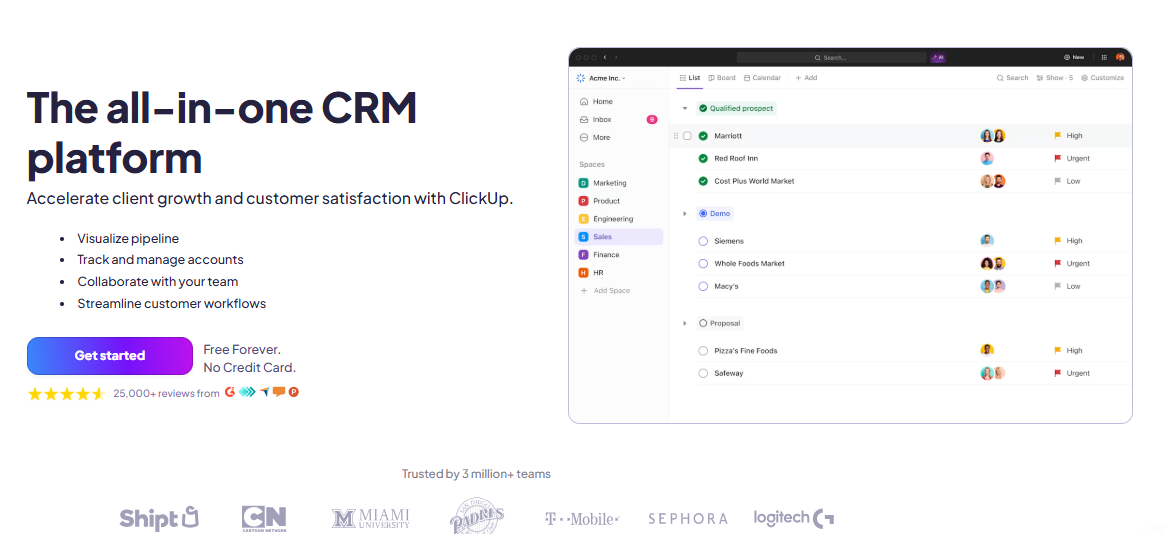 The all-in-one CRM
platform
Accelerate client growth and customer satisfaction with ClickUp.
Visualize pipeline
Track and manage accounts
Collaborate with your team
Streamline customer workflows
Get started
Free Forever.
No Credit Card.
25,000+ reviews from
Search...
AI
New
Acme Inc.
List
Board
Calendar
+ Add
Search
Show · 5
Customize
Home
Inbox
9
More
Spaces
D Marketing
P Product
E Engineering
S Sales
F Finance
H HR
+ Add Space
Qualified prospect
Marriott
High
Red Roof Inn
Urgent
Cost Plus World Market
Low
Demo
Siemens
High
Whole Foods Market
Urgent
Macy's
Low
Proposal
Pizza's Fine Foods
High
Safeway
Urgent
Trusted by 3 million+ teams
Shipt
CN
CARTOON NETWORK
M MIAMI
UNIVERSITY
SAN DIEGO
PADRES
T Mobile
SEPHORA
logitech G